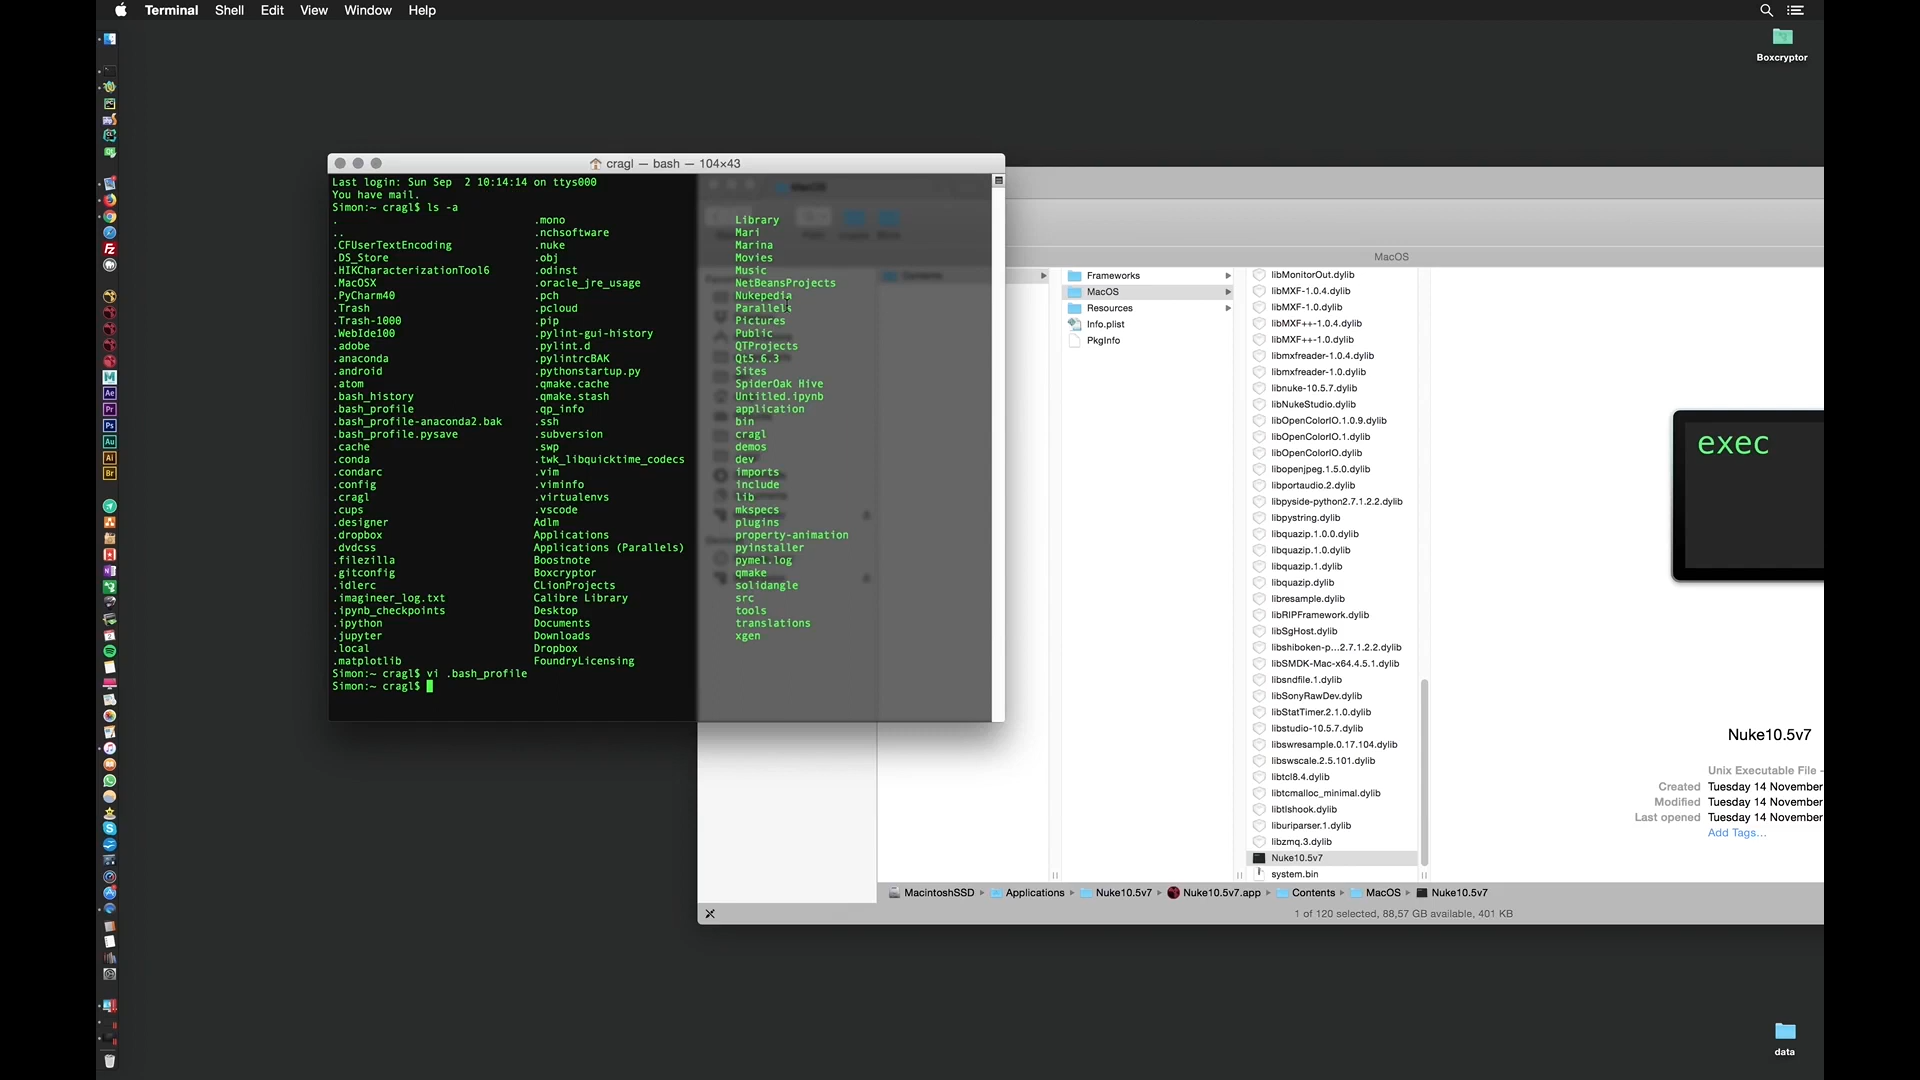 Terminal Shell Edit View Window Help
Boxcryptor
cragl — bash — 104×43
Last login: Sun Sep  2 10:14:14 on ttys000
You have mail.
Simon:~ cragl$ ls -a
. .mono Library
.. .nchsoftware Mari
.CFUserTextEncoding .nuke Marina
.DS_Store .obj Movies
.HIKCharacterizationTool6 .odinst Music
.MacOSX .oracle_jre_usage NetBeansProjects
.PyCharm40 .pch Nukepedia
.Trash .pcloud Parallels
.Trash-1000 .pip Pictures
.WebIde100 .pylint-gui-history Public
.adobe .pylint.d QTProjects
.anaconda .pylintrcBAK Qt5.6.3
.android .pythonstartup.py Sites
.atom .qmake.cache SpiderOak Hive
.bash_history .qmake.stash Untitled.ipynb
.bash_profile .qp_info application
.bash_profile-anaconda2.bak .ssh bin
.bash_profile.pysave .subversion cragl
.cache .swp demos
.conda .twk_libquicktime_codecs dev
.condarc .vim imports
.config .viminfo include
.cragl .virtualenvs lib
.cups .vscode mkspecs
.designer Adlm plugins
.dropbox Applications property-animation
.dvdcss Applications (Parallels) pyinstaller
.filezilla Boostnote pymel.log
.gitconfig Boxcryptor qmake
.idlerc CLionProjects solidangle
.imagineer_log.txt Calibre Library src
.ipynb_checkpoints Desktop tools
.ipython Documents translations
.jupyter Downloads xgen
.local Dropbox
.matplotlib FoundryLicensing
Simon:~ cragl$ vi .bash_profile
Simon:~ cragl$
MacOS
MacOS
Contents
Frameworks
MacOS
Resources
Info.plist
PkgInfo
libMonitorOut.dylib
libMXF-1.0.4.dylib
libMXF-1.0.dylib
libMXF++-1.0.4.dylib
libMXF++-1.0.dylib
libmxfreader-1.0.4.dylib
libmxfreader-1.0.dylib
libnuke-10.5.7.dylib
libNukeStudio.dylib
libOpenColorIO.1.0.9.dylib
libOpenColorIO.1.dylib
libOpenColorIO.dylib
libopenjpeg.1.5.0.dylib
libportaudio.2.dylib
libpyside-python2.7.1.2.2.dylib
libpystring.dylib
libquazip.1.0.0.dylib
libquazip.1.0.dylib
libquazip.1.dylib
libquazip.dylib
libresample.dylib
libRIPFramework.dylib
libSgHost.dylib
libshiboken-p...2.7.1.2.2.dylib
libSMDK-Mac-x64.4.5.1.dylib
libsndfile.1.dylib
libSonyRawDev.dylib
libStatTimer.2.1.0.dylib
libstudio-10.5.7.dylib
libswresample.0.17.104.dylib
libswscale.2.5.101.dylib
libtcl8.4.dylib
libtcmalloc_minimal.dylib
libtlshook.dylib
liburiparser.1.dylib
libzmq.3.dylib
Nuke10.5v7
system.bin
exec
Nuke10.5v7
Unix Executable File -
Created Tuesday 14 November
Modified Tuesday 14 November
Last opened Tuesday 14 November
Add Tags...
MacintoshSSD Applications Nuke10.5v7 Nuke10.5v7.app Contents MacOS Nuke10.5v7
1 of 120 selected, 88,57 GB available, 401 KB
data